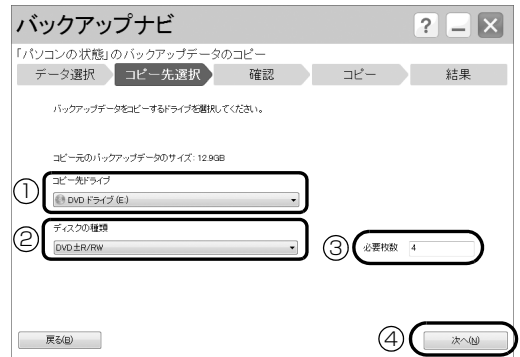 バックアップナビ
?
「パソコンの状態」のバックアップデータのコピー
データ選択 コピー先選択 確認 コピー 結果
バックアップデータをコピーするドライブを選択してください。
コピー元のバックアップデータのサイズ: 12.9GB
① コピー先ドライブ
DVD ドライブ (E:)
② ディスクの種類
DVD±R/RW
③ 必要枚数 4
戻る(B)
④ 次へ(N)